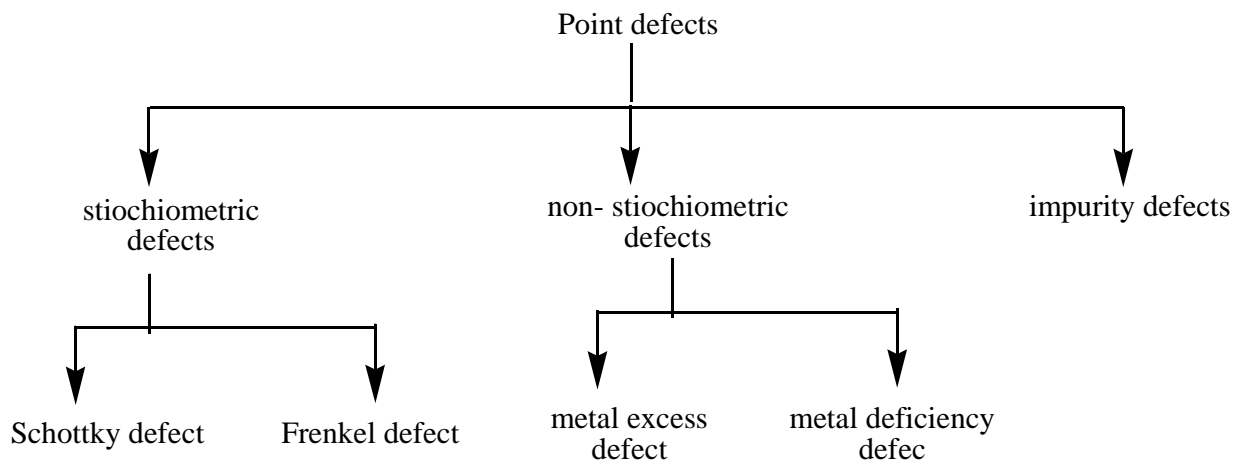 Point defects
stiochiometric
defects
non- stiochiometric
defects
impurity defects
Schottky defect
Frenkel defect
metal excess
defect
metal deficiency
defec